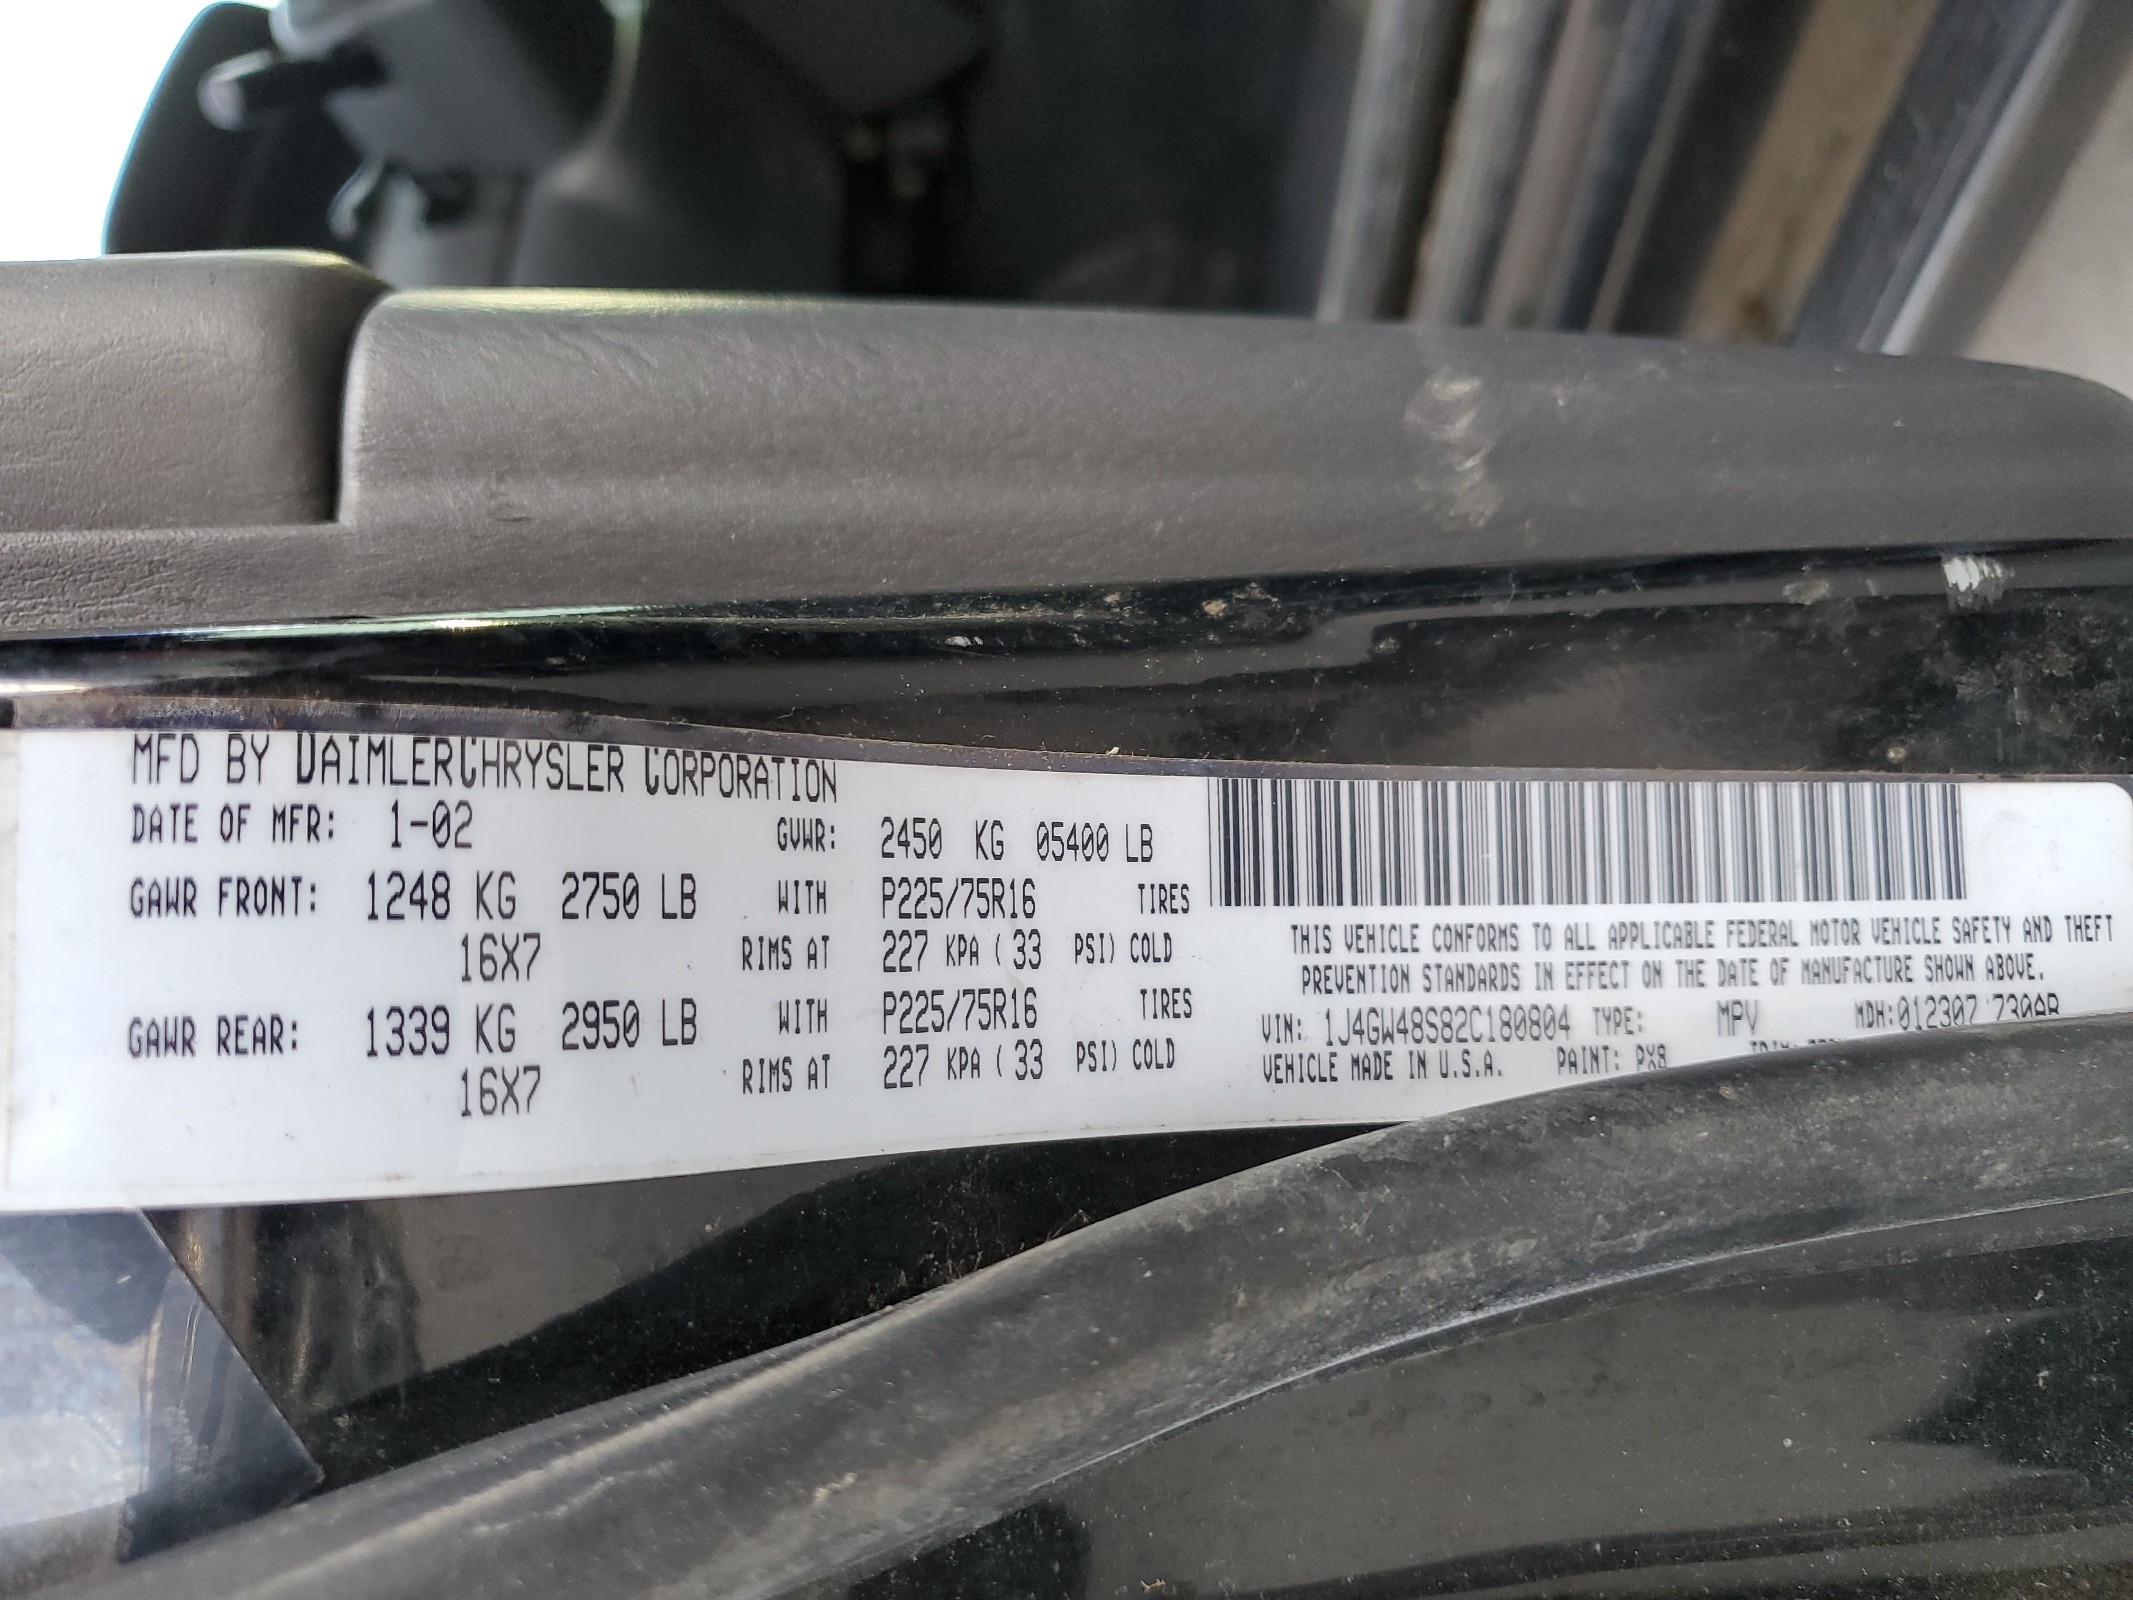 MFD BY DAIMLERCHRYSLER CORPORATION
DATE OF MFR: 1-02 GVWR: 2450 KG 05400 LB
GAWR FRONT: 1248 KG 2750 LB WITH P225/75R16 TIRES
16X7 RIMS AT 227 KPA ( 33 PSI) COLD
GAWR REAR: 1339 KG 2950 LB WITH P225/75R16 TIRES
16X7 RIMS AT 227 KPA ( 33 PSI) COLD
THIS VEHICLE CONFORMS TO ALL APPLICABLE FEDERAL MOTOR VEHICLE SAFETY AND THEFT
PREVENTION STANDARDS IN EFFECT ON THE DATE OF MANUFACTURE SHOWN ABOVE.
VIN: 1J4GW48S82C180804 TYPE: MPV MDH:012307
VEHICLE MADE IN U.S.A. PAINT: PX8